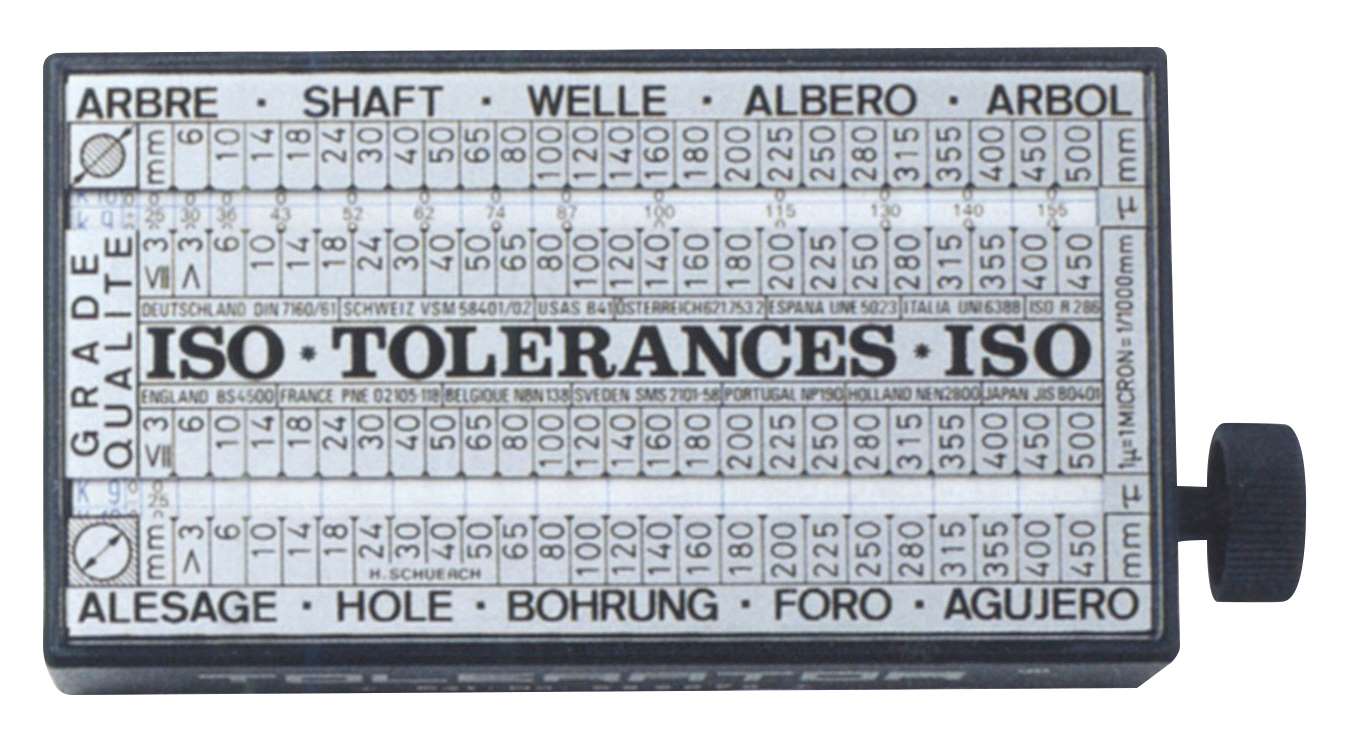 ARBRE · SHAFT · WELLE · ALBERO · ARBOL
mm 6 10 14 18 24 30 40 50 65 80 100 120 140 160 180 200 225 250 280 315 355 400 450 500 mm
26 30 36 43 52 62 74 87 100 115 130 140 155
GRADE
QUALITE
VII 3 > 3 6 10 14 18 24 30 40 50 65 80 100 120 140 160 180 200 225 250 280 315 355 400 450
DEUTSCHLAND DIN 7160/61 SCHWEIZ VSM 58401/02 USAS B41 ÖSTERREICH ESPANA UNE 5023 ITALIA UNI 6388 ISO R 286
ISO * TOLERANCES * ISO
ENGLAND BS4500 FRANCE PNE 02105 118 BELGIQUE NBN 138 SVEDEN SMS 7101-58 PORTUGAL NP190 HOLLAND NEN2800 JAPAN JIS B0401
1µ=1MICRON=1/1000mm
VII 3 6 10 14 18 24 30 40 50 65 80 100 120 140 160 180 200 225 250 280 315 355 400 450 500
K 9
mm > 3 6 10 14 18 24 30 40 50 65 80 100 120 140 160 180 200 225 250 280 315 355 400 450 mm
H. SCHUERCH
ALESAGE · HOLE · BOHRUNG · FORO · AGUJERO